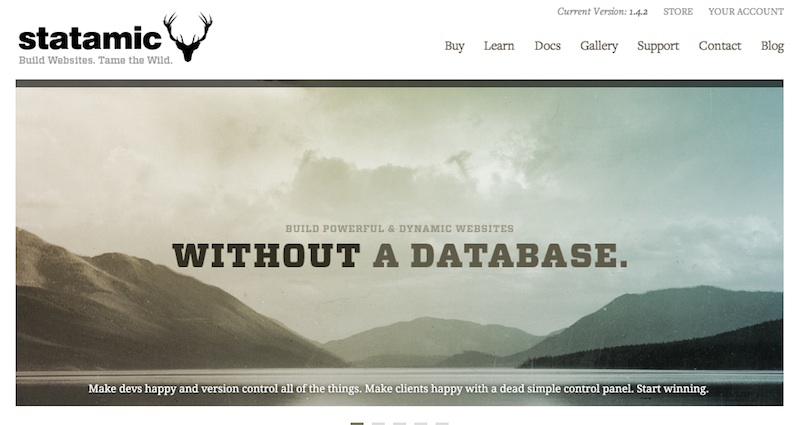 Current Version: 1.4.2 STORE YOUR ACCOUNT
statamic
Build Websites. Tame the Wild.
Buy Learn Docs Gallery Support Contact Blog
BUILD POWERFUL & DYNAMIC WEBSITES
WITHOUT A DATABASE.
Make devs happy and version control all of the things. Make clients happy with a dead simple control panel. Start winning.